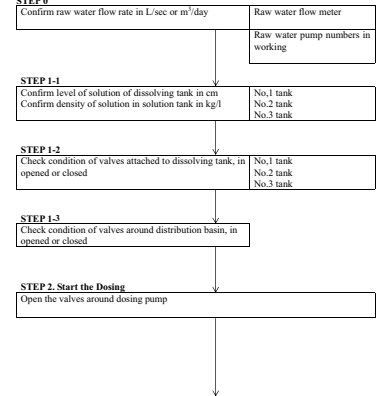 STEP 0
Confirm raw water flow rate in L/sec or m³/day
Raw water flow meter
Raw water pump numbers in
working
STEP 1-1
Confirm level of solution of dissolving tank in cm
Confirm density of solution in solution tank in kg/l
No,1 tank
No.2 tank
No.3 tank
STEP 1-2
Check condition of valves attached to dissolving tank, in
opened or closed
No,1 tank
No.2 tank
No.3 tank
STEP 1-3
Check condition of valves around distribution basin, in
opened or closed
STEP 2. Start the Dosing
Open the valves around dosing pump